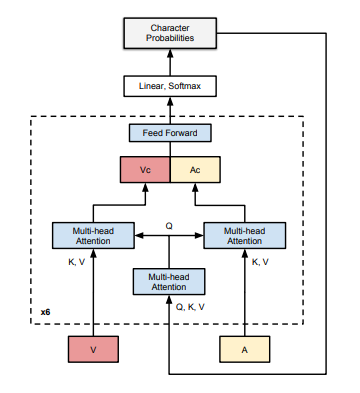 Character
Probabilities
Linear, Softmax
Feed Forward
Vc
Ac
Multi-head
Attention
Q
Multi-head
Attention
K, V
K, V
Multi-head
Attention
Q, K, V
x6
V
A